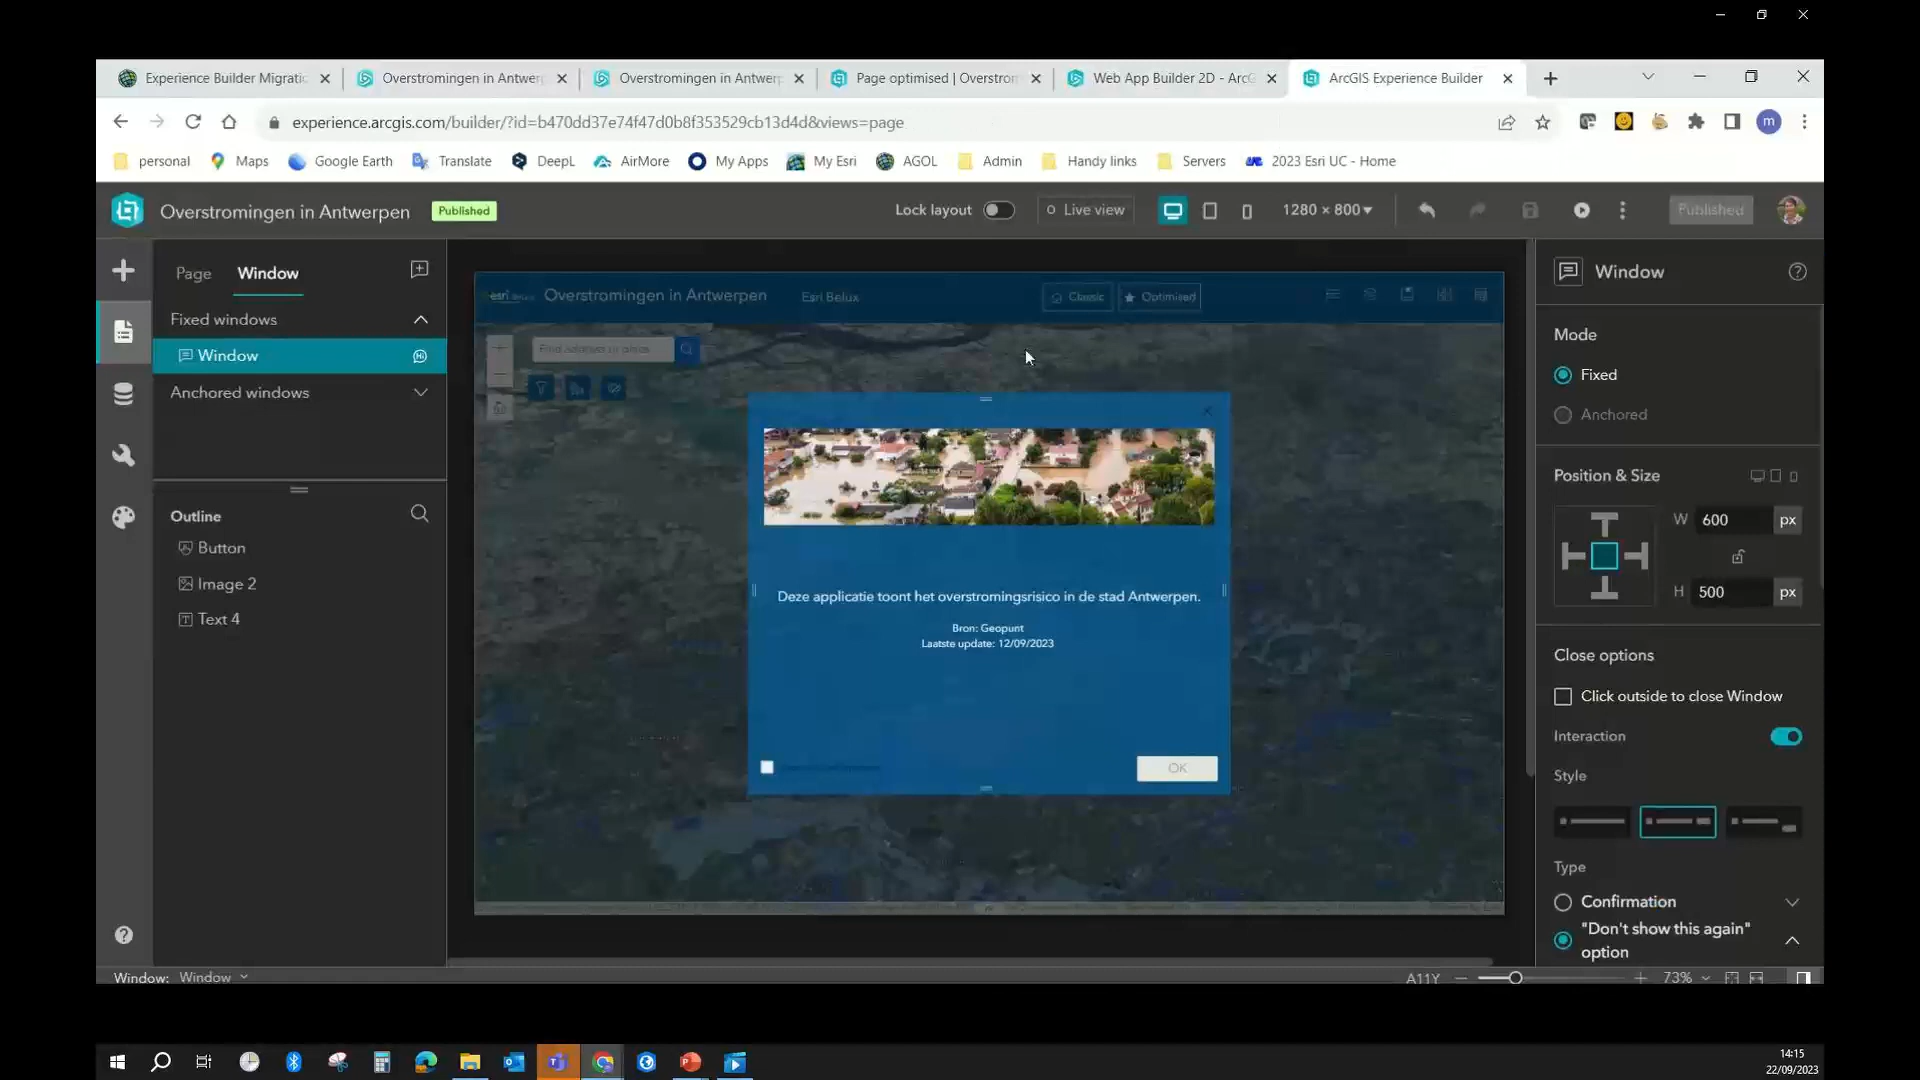 Experience Builder Migratic
Overstromingen in Antwerp
Overstromingen in Antwerp
Page optimised | Overstrom
Web App Builder 2D - ArcG
ArcGIS Experience Builder
experience.arcgis.com/builder/?id=b470dd37e74f47d0b8f353529cb13d4d&views=page
m
personal
Maps
Google Earth
Translate
DeepL
AirMore
My Apps
My Esri
AGOL
Admin
Handy links
Servers
2023 Esri UC - Home
Overstromingen in Antwerpen
Published
Lock layout
Live view
1280 × 800
Published
Page
Window
Fixed windows
Window
Anchored windows
Outline
Button
Image 2
Text 4
esri BeLux
Overstromingen in Antwerpen
Esri Belux
Classic
Optimised
Find address or place
Deze applicatie toont het overstromingsrisico in de stad Antwerpen.
Bron: Geopunt
Laatste update: 12/09/2023
OK
Window
Mode
Fixed
Anchored
Position & Size
W 600 px
H 500 px
Close options
Click outside to close Window
Interaction
Style
Type
Confirmation
"Don't show this again"
option
Window: Window
A11Y
73%
14:15
22/09/2023